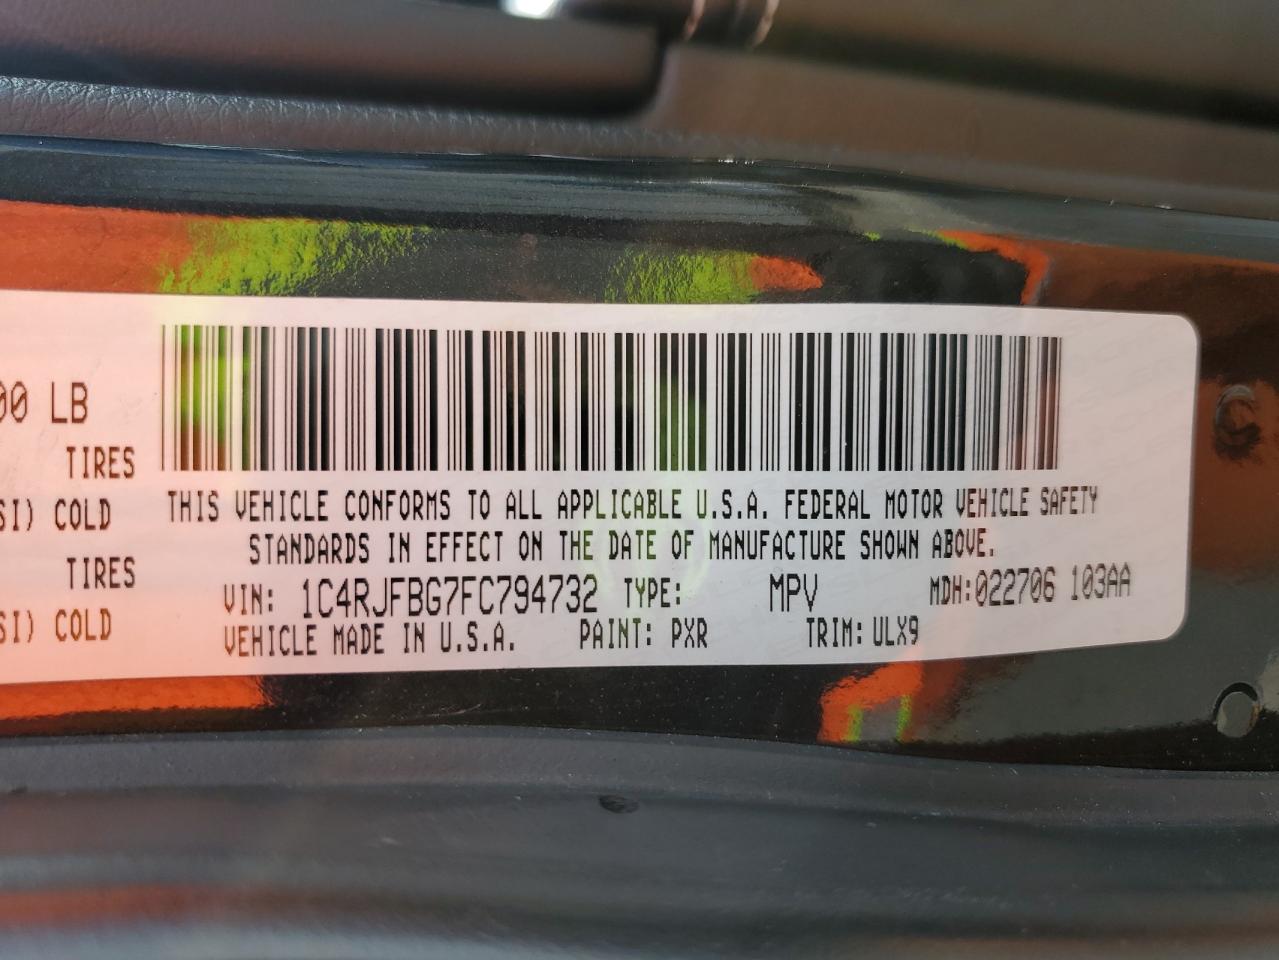 00 LB
TIRES
SI) COLD
TIRES
SI) COLD
THIS VEHICLE CONFORMS TO ALL APPLICABLE U.S.A. FEDERAL MOTOR VEHICLE SAFETY
STANDARDS IN EFFECT ON THE DATE OF MANUFACTURE SHOWN ABOVE.
VIN: 1C4RJFBG7FC794732 TYPE: MPV MDH:022706 103AA
VEHICLE MADE IN U.S.A. PAINT: PXR TRIM: ULX9